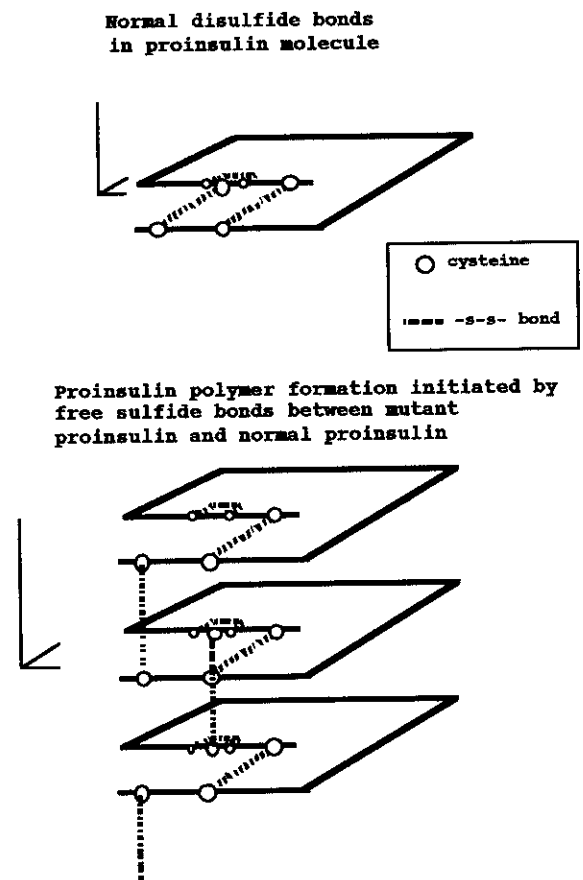 Normal disulfide bonds
in proinsulin molecule
cysteine
-s-s- bond
Proinsulin polymer formation initiated by
free sulfide bonds between mutant
proinsulin and normal proinsulin